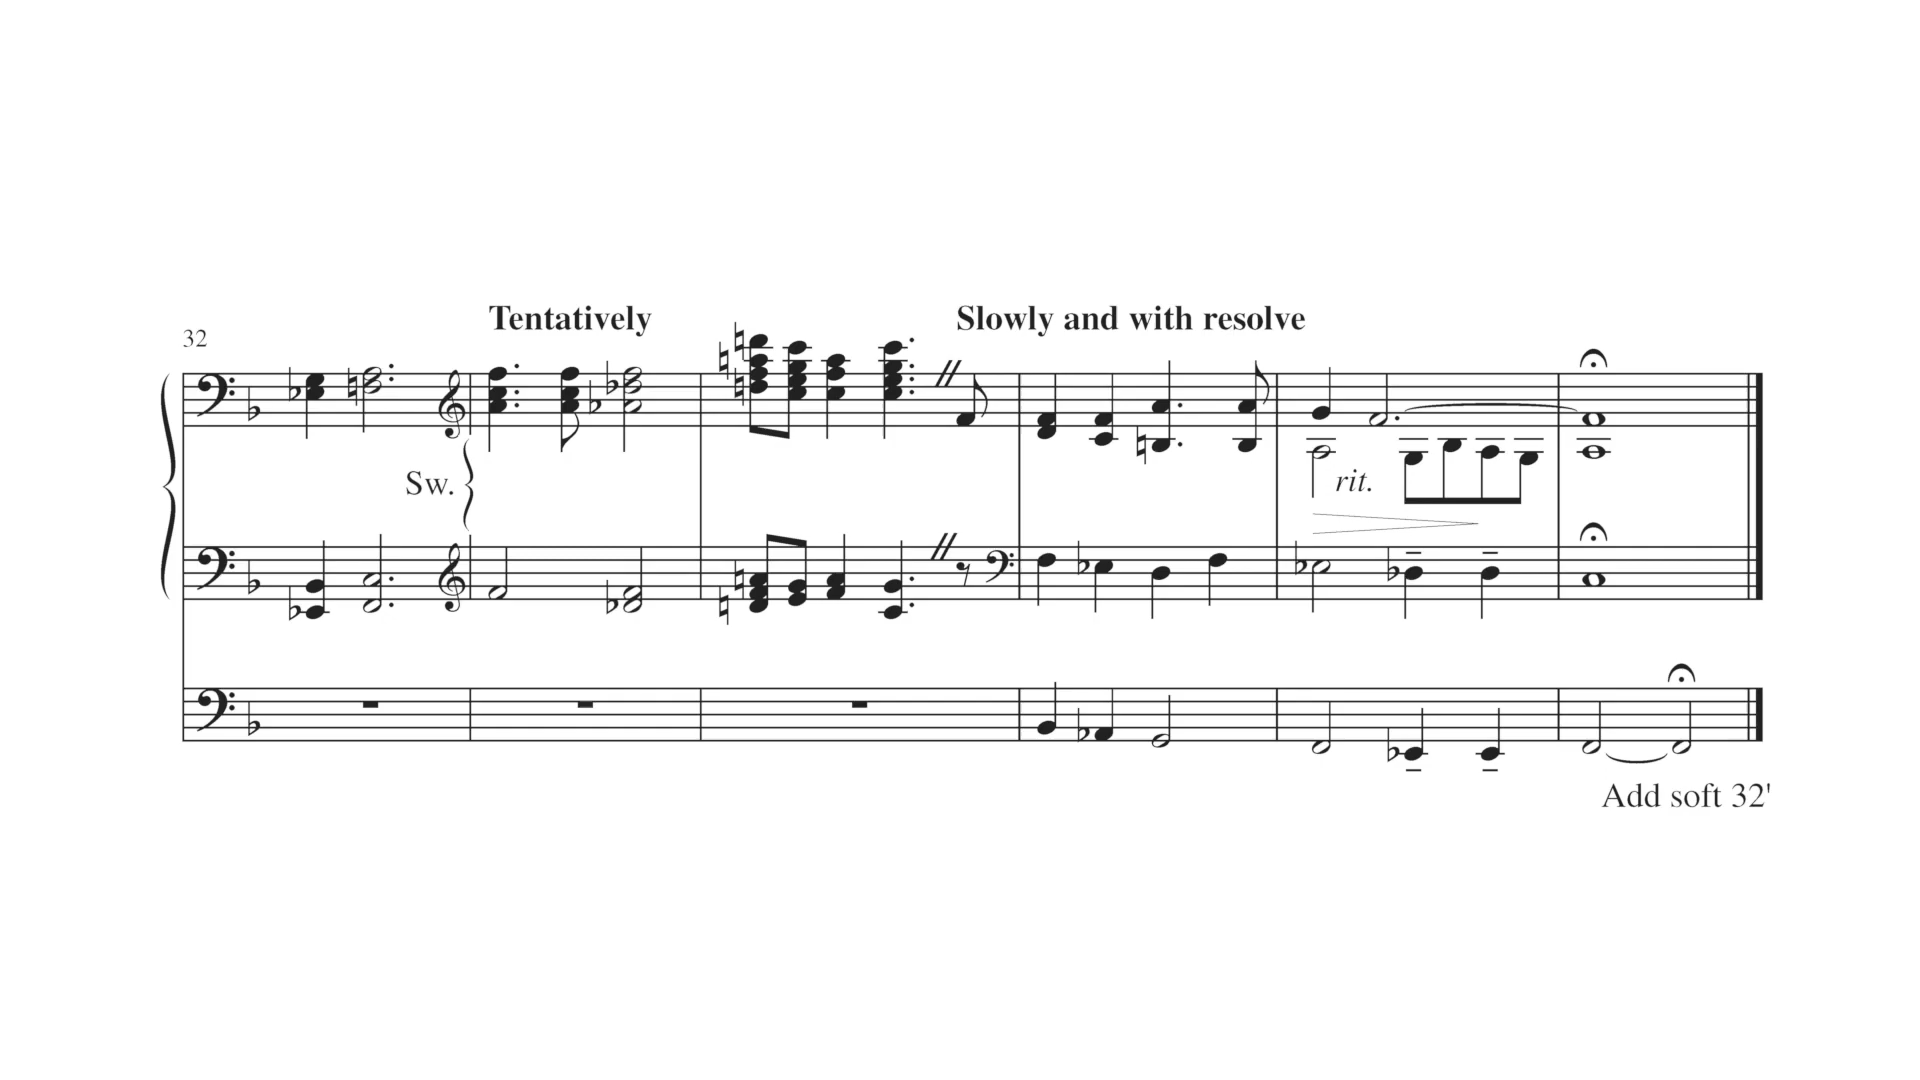 Tentatively
Slowly and with resolve
32
Sw.
rit.
Add soft 32'